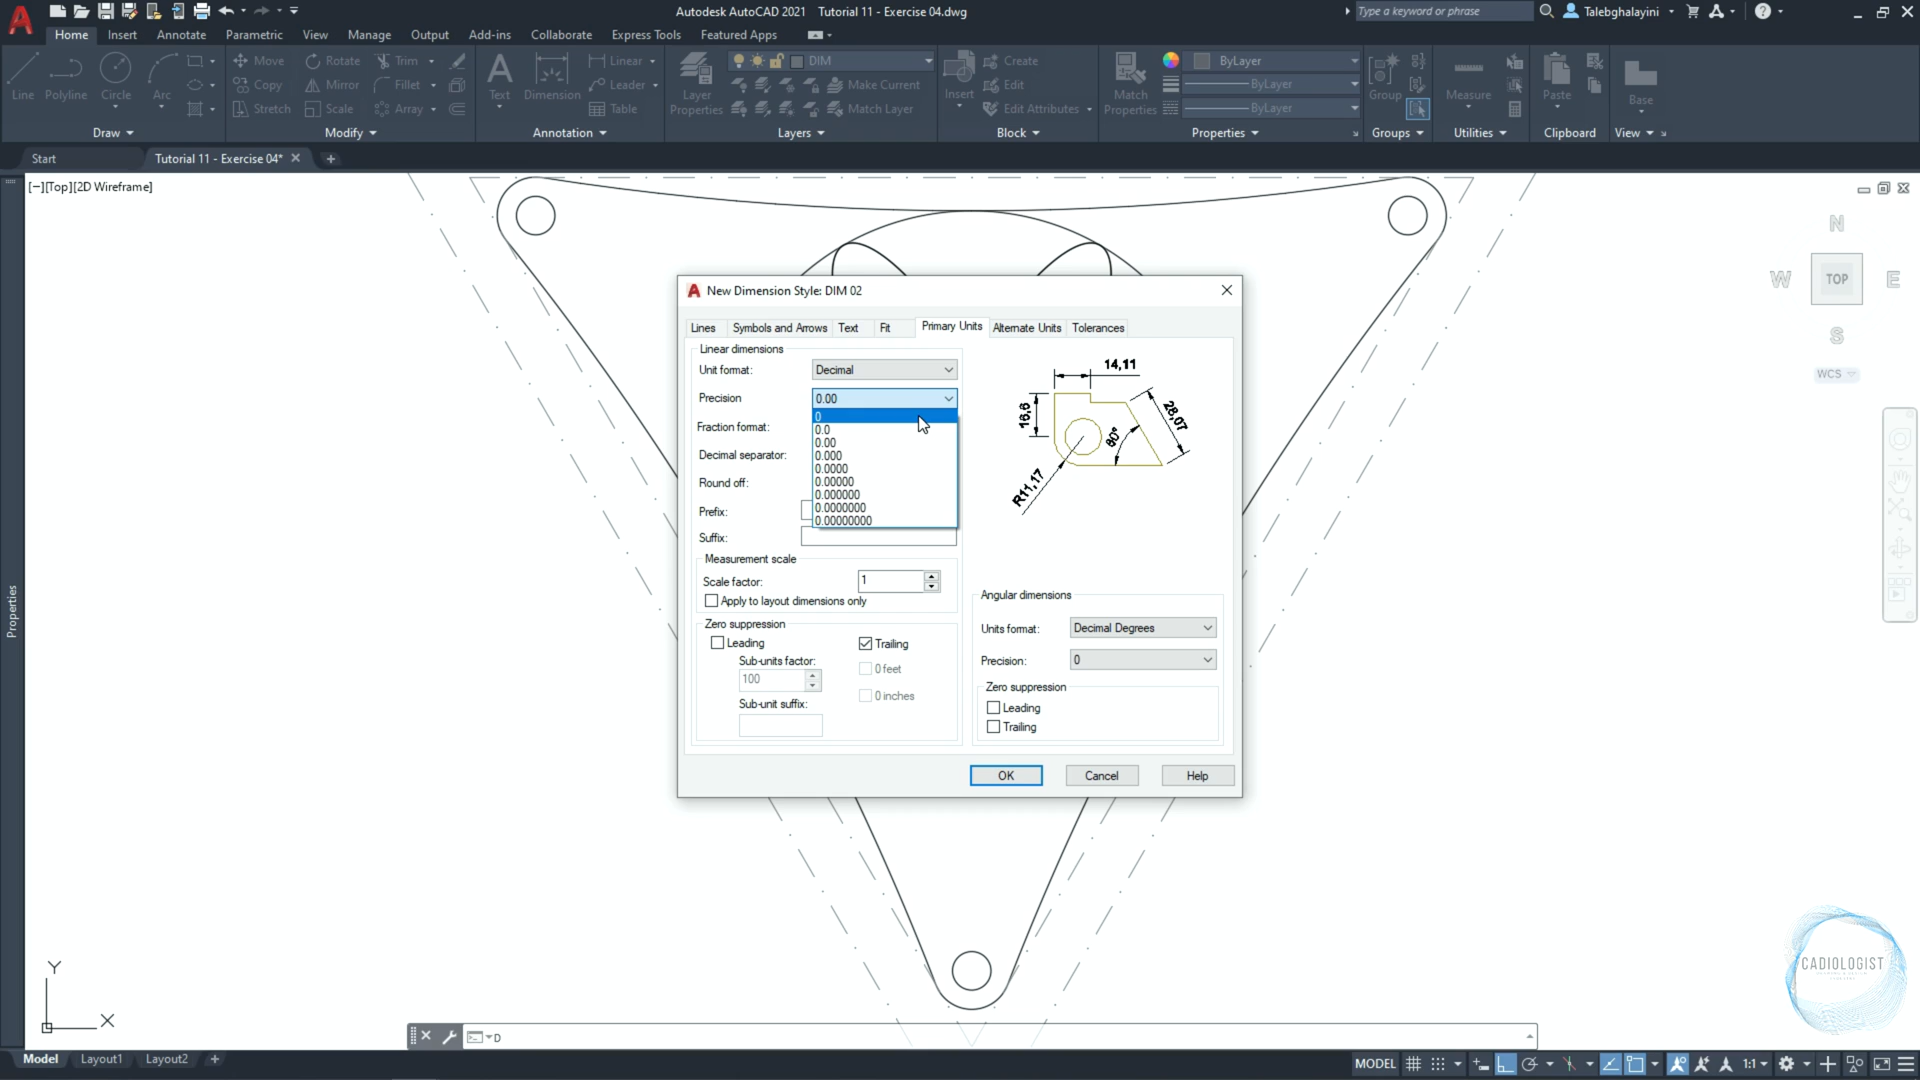 Autodesk AutoCAD 2021 Tutorial 11 - Exercise 04.dwg
Type a keyword or phrase
Talebghalayini
Home Insert Annotate Parametric View Manage Output Add-ins Collaborate Express Tools Featured Apps
Line Polyline Circle Arc
Move Rotate Trim
Copy Mirror Fillet
Stretch Scale Array
Text Dimension
Linear
Leader
Table
Layer Properties
DIM
Make Current
Match Layer
Insert
Create
Edit
Edit Attributes
Match Properties
ByLayer
ByLayer
ByLayer
Group
Measure
Paste
Base
Draw Modify Annotation Layers Block Properties Groups Utilities Clipboard View
Start Tutorial 11 - Exercise 04*
[−][Top][2D Wireframe]
N
W TOP E
S
WCS
Properties
New Dimension Style: DIM 02
Lines Symbols and Arrows Text Fit Primary Units Alternate Units Tolerances
Linear dimensions
Unit format: Decimal
Precision 0.00
0
0.0
0.00
0.000
0.0000
0.00000
0.000000
0.0000000
0.00000000
Fraction format:
Decimal separator:
Round off:
Prefix:
Suffix:
Measurement scale
Scale factor: 1
Apply to layout dimensions only
Zero suppression
Leading
Trailing
Sub-units factor:
100
0 feet
Sub-unit suffix:
0 inches
14,11
16,6
28,07
60°
R11,17
Angular dimensions
Units format: Decimal Degrees
Precision: 0
Zero suppression
Leading
Trailing
OK Cancel Help
CADIOLOGIST
Y
X
D
Model Layout1 Layout2
MODEL 1:1